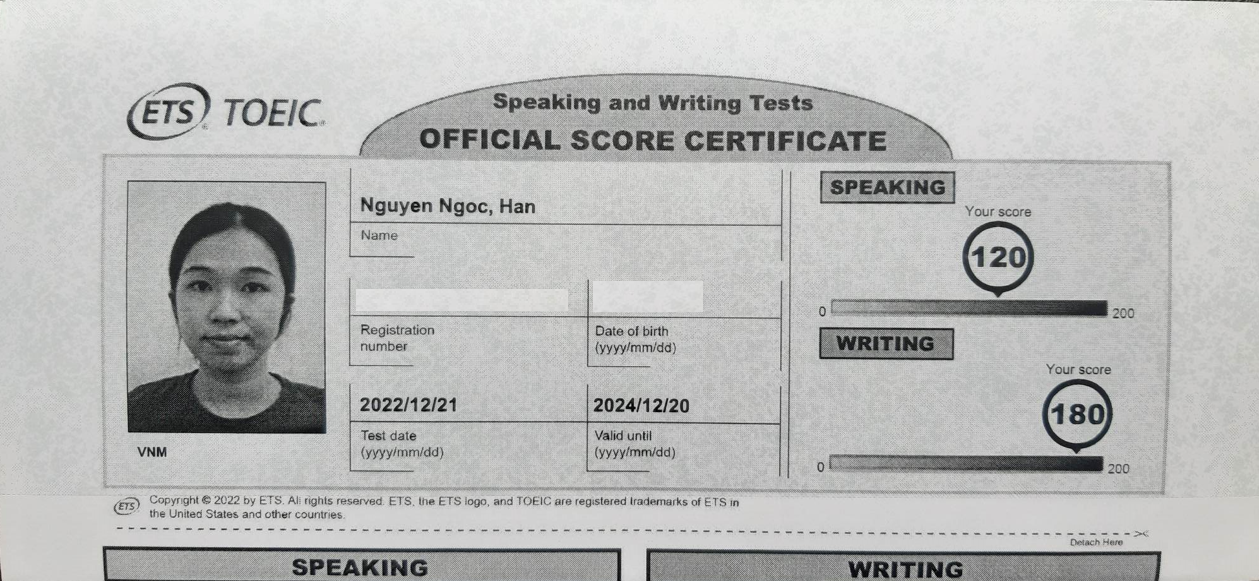 ETS® TOEIC®
Speaking and Writing Tests
OFFICIAL SCORE CERTIFICATE
Nguyen Ngoc, Han
Name
Registration
number
Date of birth
(yyyy/mm/dd)
2022/12/21
Test date
(yyyy/mm/dd)
2024/12/20
Valid until
(yyyy/mm/dd)
VNM
SPEAKING
Your score
120
0
200
WRITING
Your score
180
0
200
ETS Copyright © 2022 by ETS. All rights reserved. ETS, the ETS logo, and TOEIC are registered trademarks of ETS in
the United States and other countries.
Detach Here
SPEAKING
WRITING